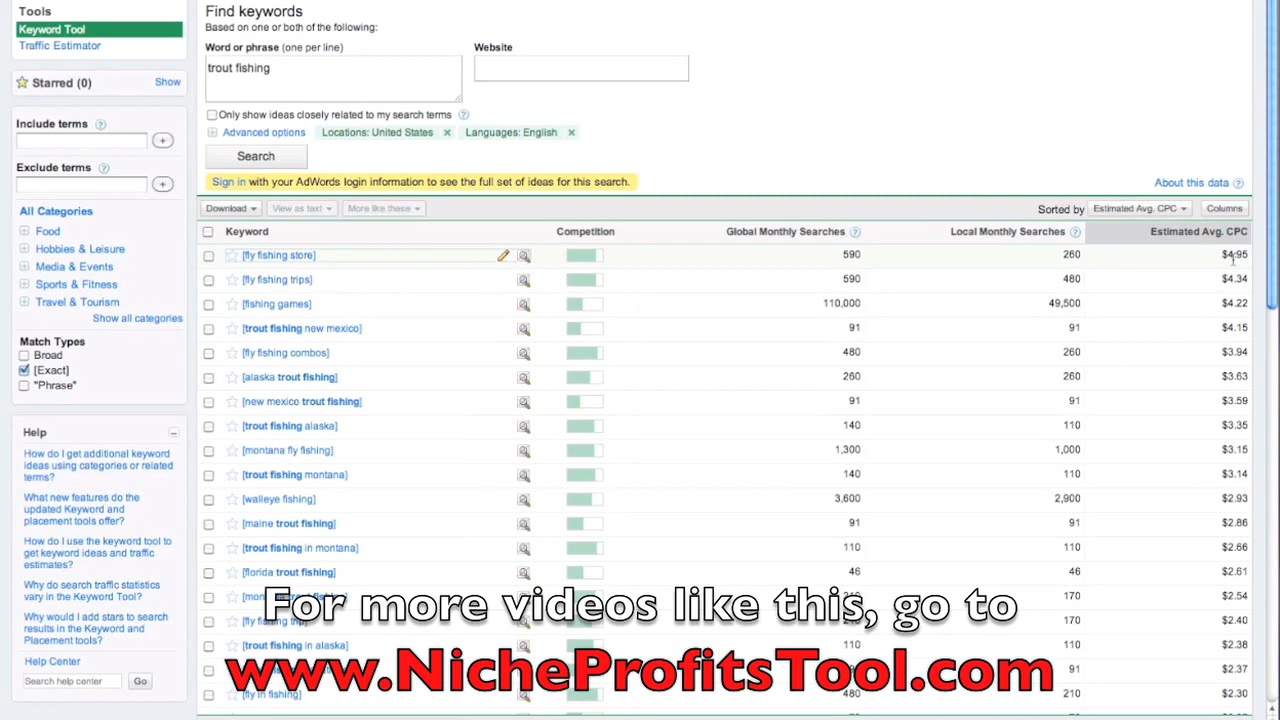 Tools
Keyword Tool
Traffic Estimator
Starred (0) Show
Include terms
Exclude terms
All Categories
Food
Hobbies & Leisure
Media & Events
Sports & Fitness
Travel & Tourism
Show all categories
Match Types
Broad
[Exact]
"Phrase"
Help
How do I get additional keyword
ideas using categories or related
terms?
What new features do the
updated Keyword and
placement tools offer?
How do I use the keyword tool to
get keyword ideas and traffic
estimates?
Why do search traffic statistics
vary in the Keyword Tool?
Why would I add stars to search
results in the Keyword and
Placement tools?
Help Center
Search help center Go
Find keywords
Based on one or both of the following:
Word or phrase (one per line) Website
trout fishing
Only show ideas closely related to my search terms
Advanced options Locations: United States Languages: English
Search
Sign in with your AdWords login information to see the full set of ideas for this search.
About this data
Download View as text More like these Sorted by Estimated Avg. CPC Columns
Keyword Competition Global Monthly Searches Local Monthly Searches Estimated Avg. CPC
[fly fishing store] 590 260 $4.95
[fly fishing trips] 590 480 $4.34
[fishing games] 110,000 49,500 $4.22
[trout fishing new mexico] 91 91 $4.15
[fly fishing combos] 480 260 $3.94
[alaska trout fishing] 260 260 $3.63
[new mexico trout fishing] 91 91 $3.59
[trout fishing alaska] 140 110 $3.35
[montana fly fishing] 1,300 1,000 $3.15
[trout fishing montana] 140 110 $3.14
[walleye fishing] 3,600 2,900 $2.93
[maine trout fishing] 91 91 $2.86
[trout fishing in montana] 110 110 $2.66
[florida trout fishing] 46 46 $2.61
170 $2.54
[fly fishing 170 $2.40
[trout fishing in alaska] 110 110 $2.38
91 $2.37
[fly in fishing] 480 210 $2.30
For more videos like this, go to
www.NicheProfitsTool.com